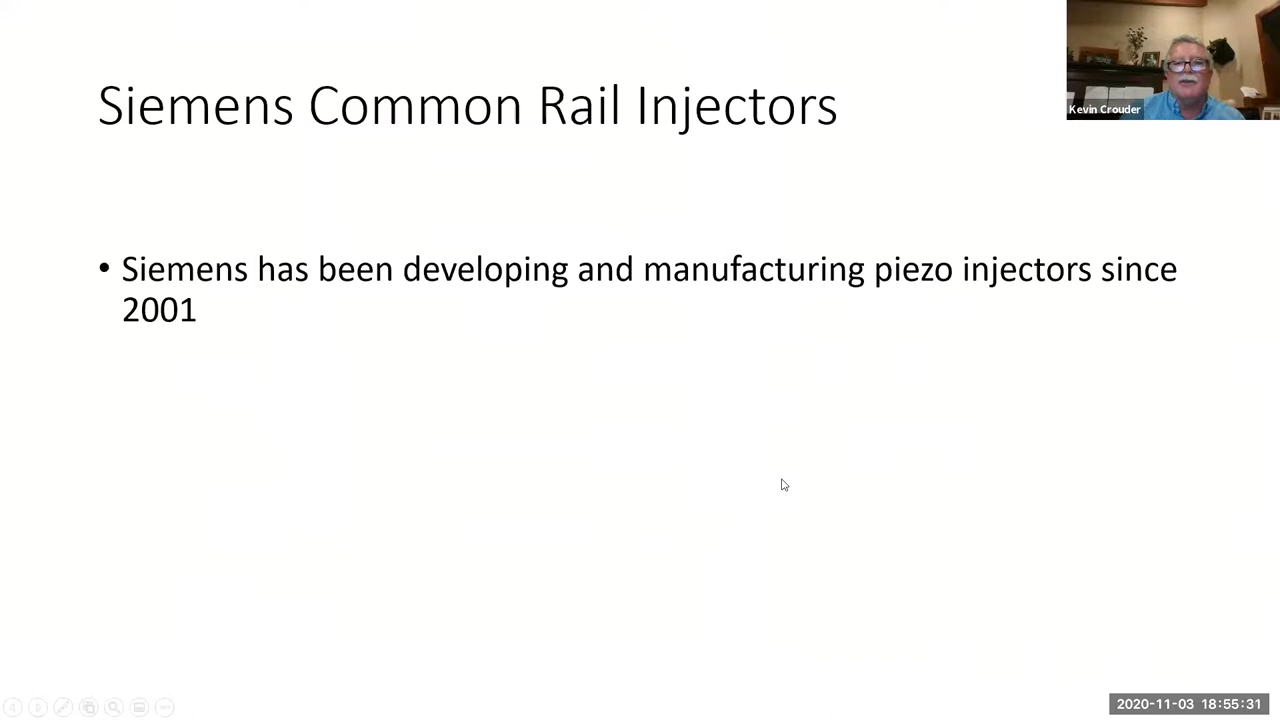 Siemens Common Rail Injectors
Kevin Crouder
• Siemens has been developing and manufacturing piezo injectors since
2001
2020-11-03 18:55:31